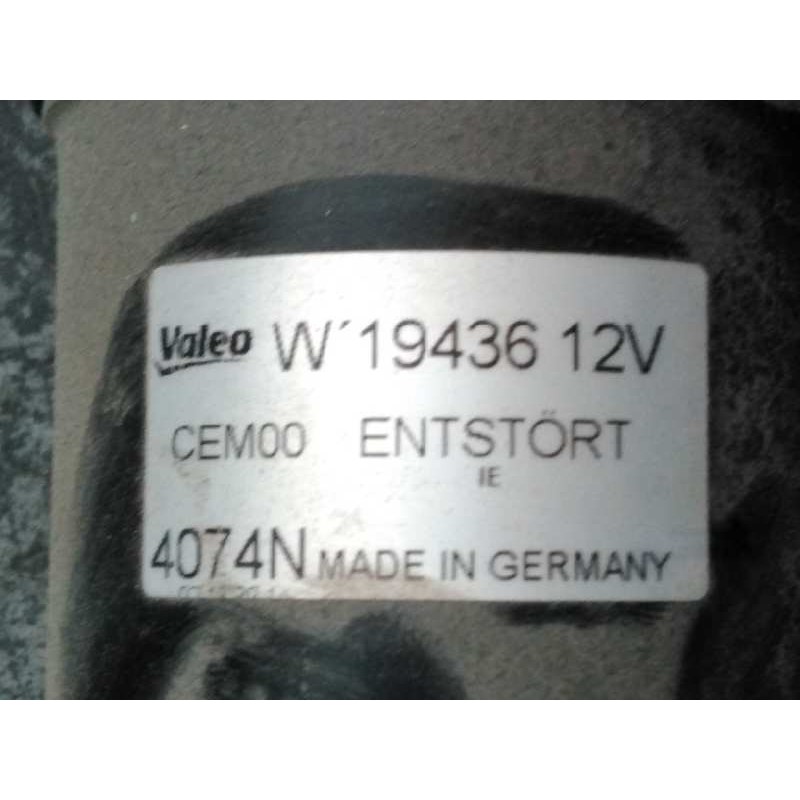 Valeo W´19436 12V
CEM00 ENTSTÖRT
IE
4074N MADE IN GERMANY